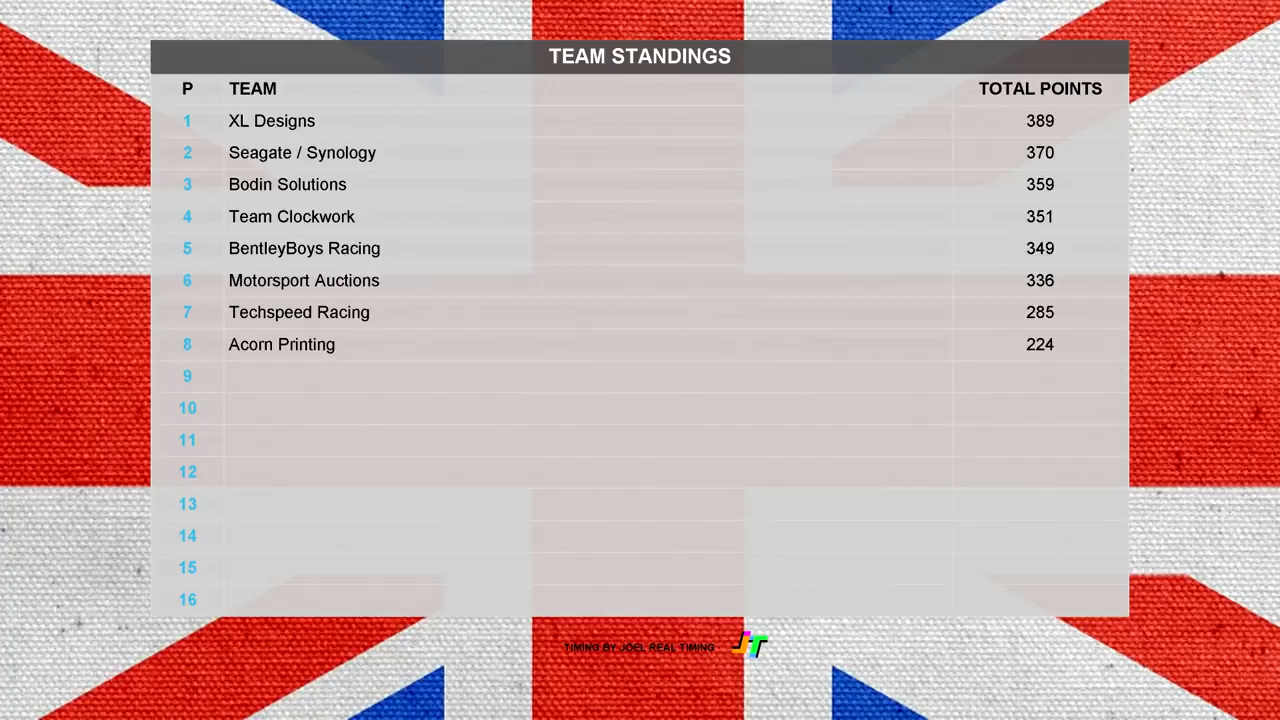 TEAM STANDINGS
P TEAM TOTAL POINTS
1 XL Designs 389
2 Seagate / Synology 370
3 Bodin Solutions 359
4 Team Clockwork 351
5 BentleyBoys Racing 349
6 Motorsport Auctions 336
7 Techspeed Racing 285
8 Acorn Printing 224
9
10
11
12
13
14
15
16
TIMING BY JOEL REAL TIMING JT